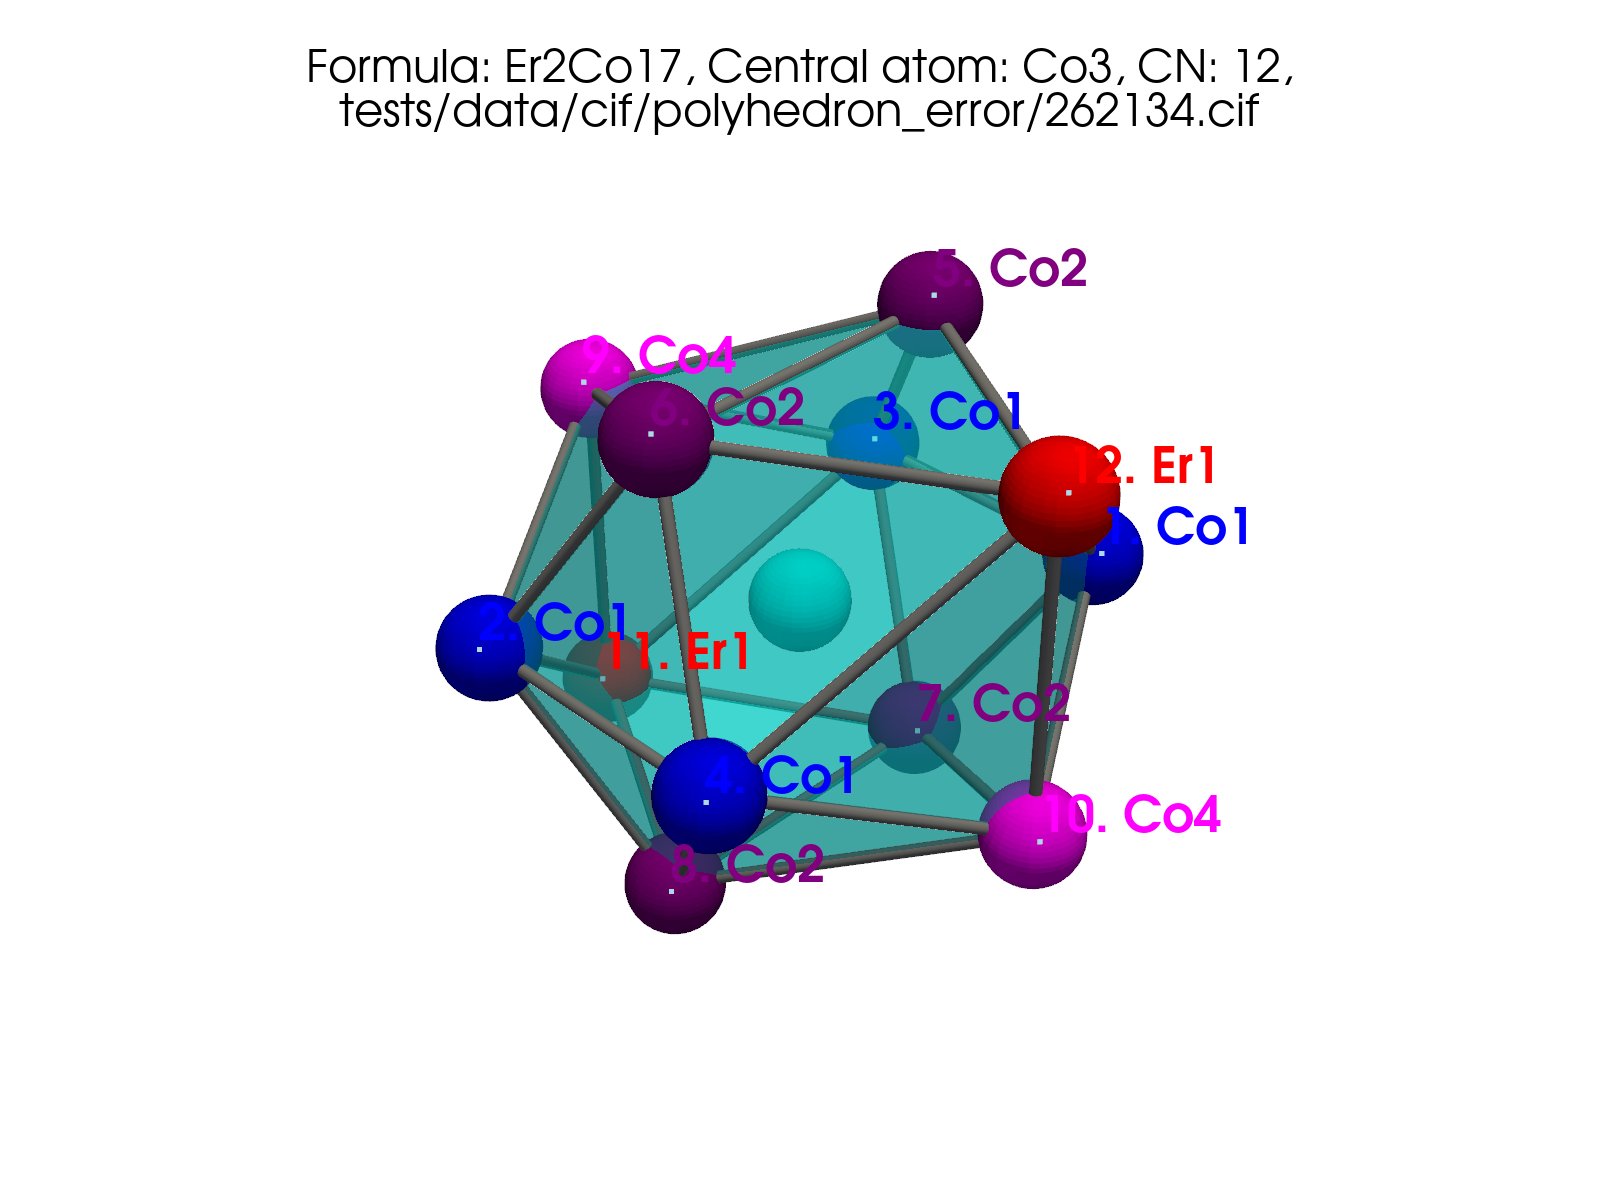 Formula: Er2Co17, Central atom: Co3, CN: 12,
tests/data/cif/polyhedron_error/262134.cif
5. Co2
9. Co4
6. Co2
3. Co1
12. Er1
1. Co1
2. Co1
11. Er1
7. Co2
4. Co1
10. Co4
8. Co2